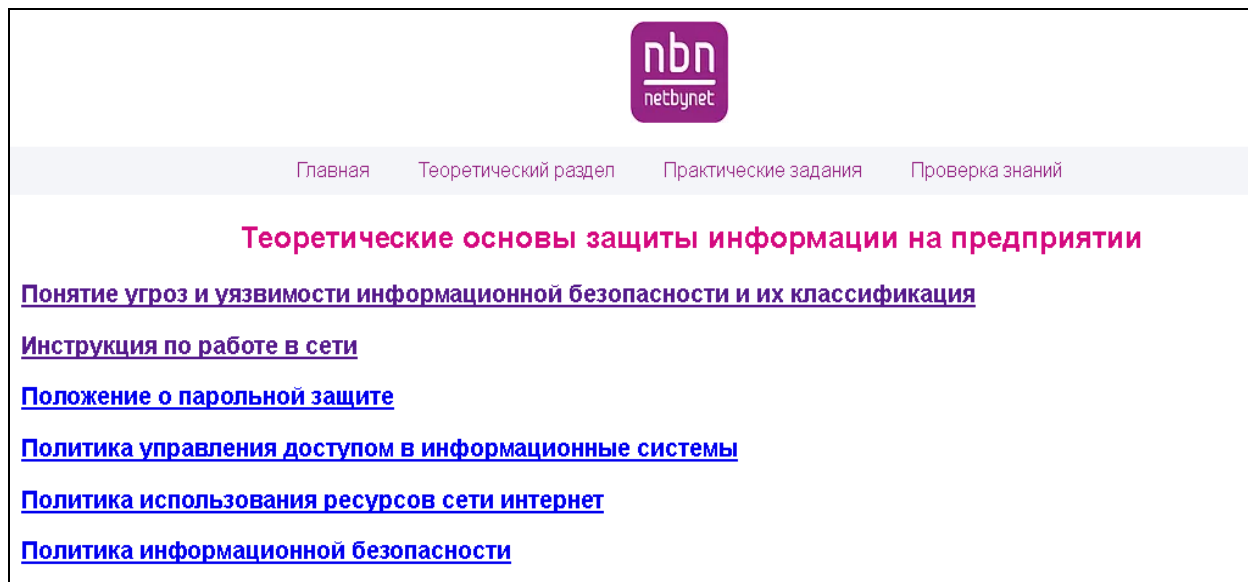 nbn
netbynet
Главная Теоретический раздел Практические задания Проверка знаний
Теоретические основы защиты информации на предприятии
Понятие угроз и уязвимости информационной безопасности и их классификация
Инструкция по работе в сети
Положение о парольной защите
Политика управления доступом в информационные системы
Политика использования ресурсов сети интернет
Политика информационной безопасности